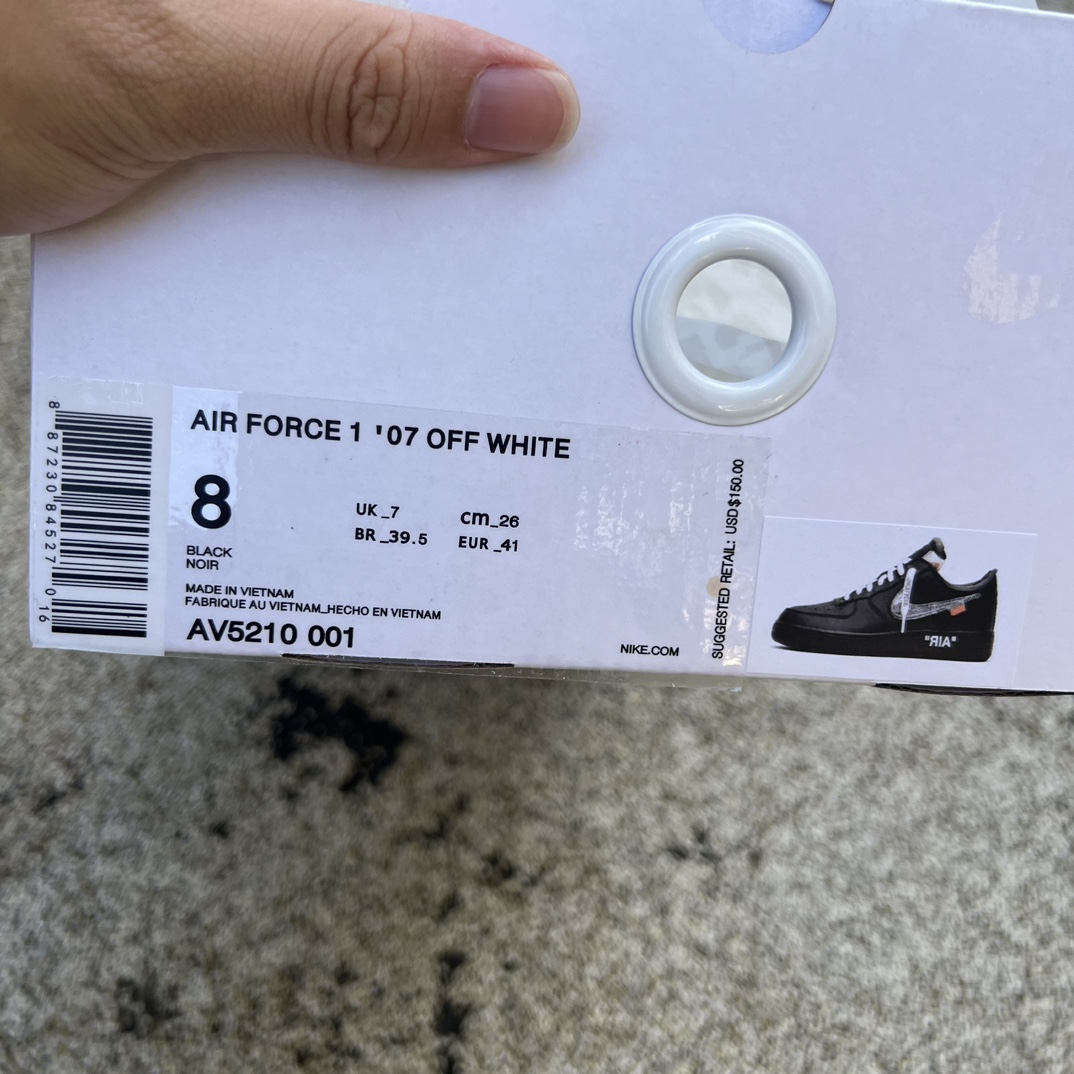 AIR FORCE 1 '07 OFF WHITE
8
UK_7
cm_26
BR_39.5
EUR_41
BLACK
NOIR
MADE IN VIETNAM
FABRIQUE AU VIETNAM_HECHO EN VIETNAM
AV5210 001
NIKE.COM
SUGGESTED RETAIL: USD $150.00
8 87230 84527 0 16
"AIR"